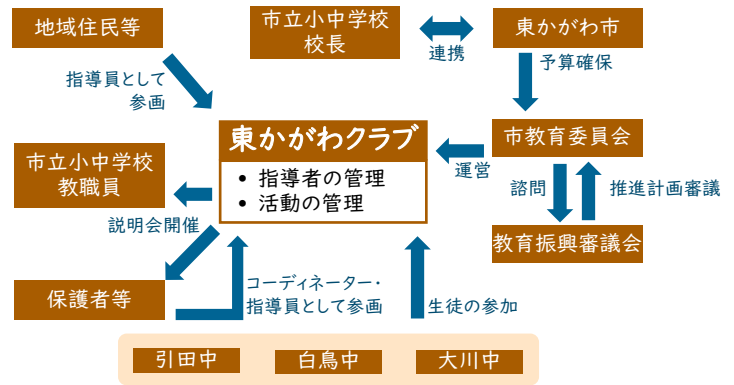 地域住民等
市立小中学校
校長
連携
東かがわ市
指導員として
参画
予算確保
東かがわクラブ
• 指導者の管理
• 活動の管理
運営
市教育委員会
市立小中学校
教職員
諮問
推進計画審議
説明会開催
教育振興審議会
保護者等
コーディネーター・
指導員として参画
生徒の参加
引田中
白鳥中
大川中